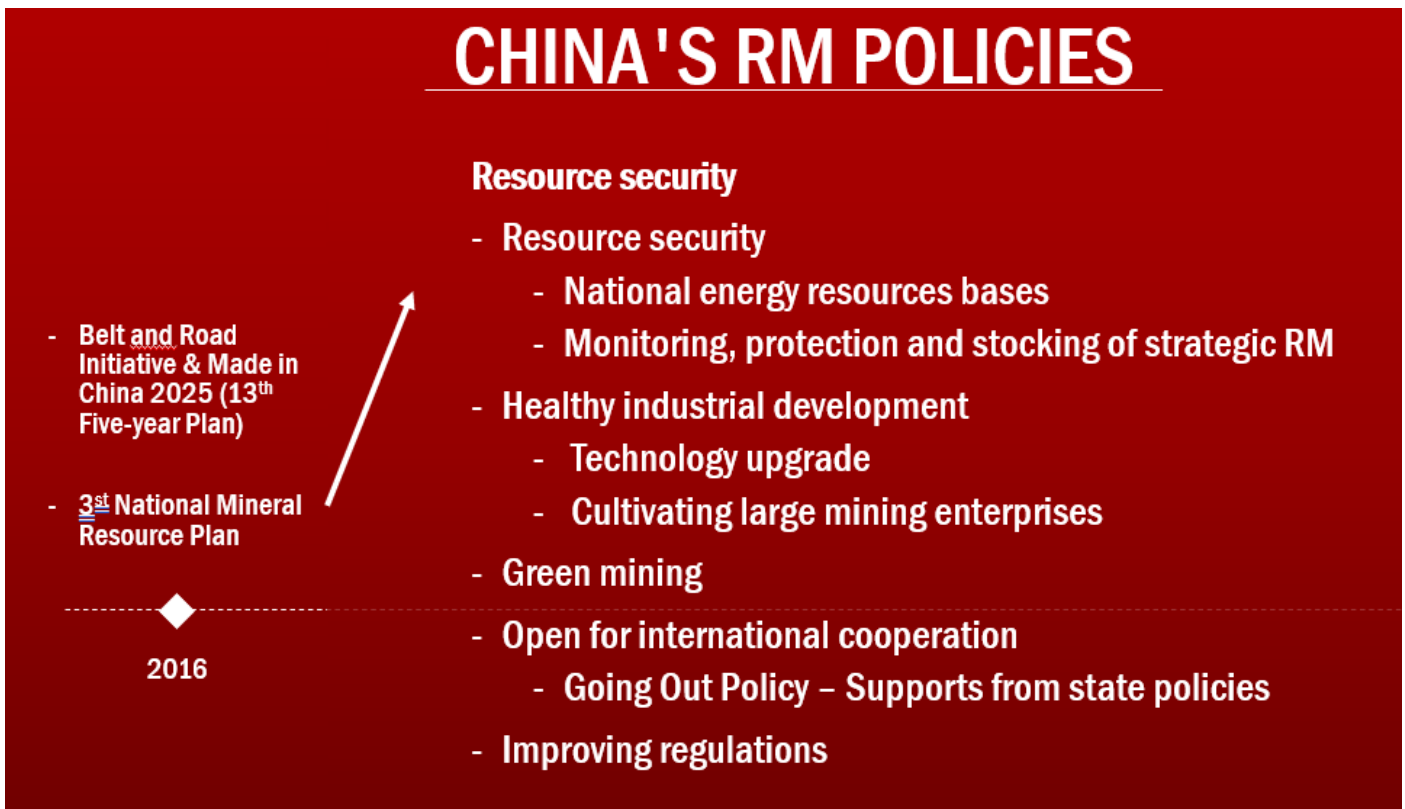 CHINA'S RM POLICIES
- Belt and Road
Initiative & Made in
China 2025 (13th
Five-year Plan)
- 3st National Mineral
Resource Plan
2016
Resource security
- Resource security
- National energy resources bases
- Monitoring, protection and stocking of strategic RM
- Healthy industrial development
- Technology upgrade
- Cultivating large mining enterprises
- Green mining
- Open for international cooperation
- Going Out Policy – Supports from state policies
- Improving regulations